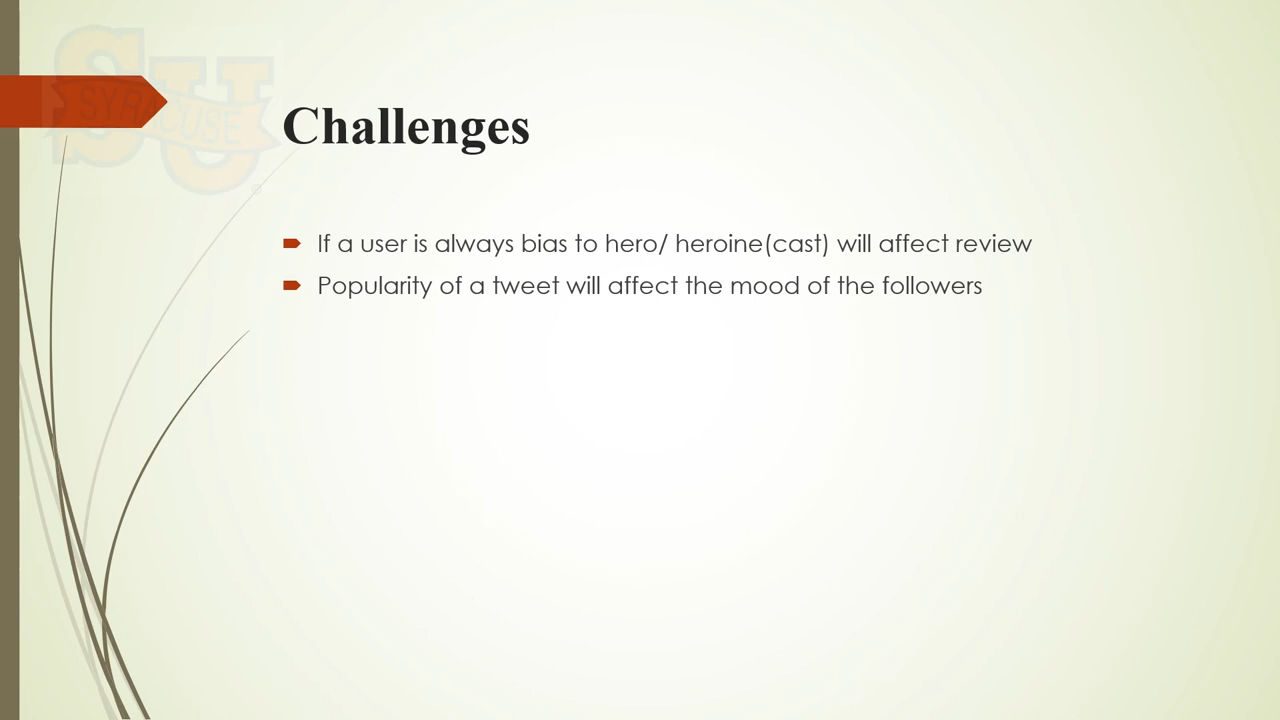 SYRACUSE
Challenges
If a user is always bias to hero/ heroine(cast) will affect review
Popularity of a tweet will affect the mood of the followers